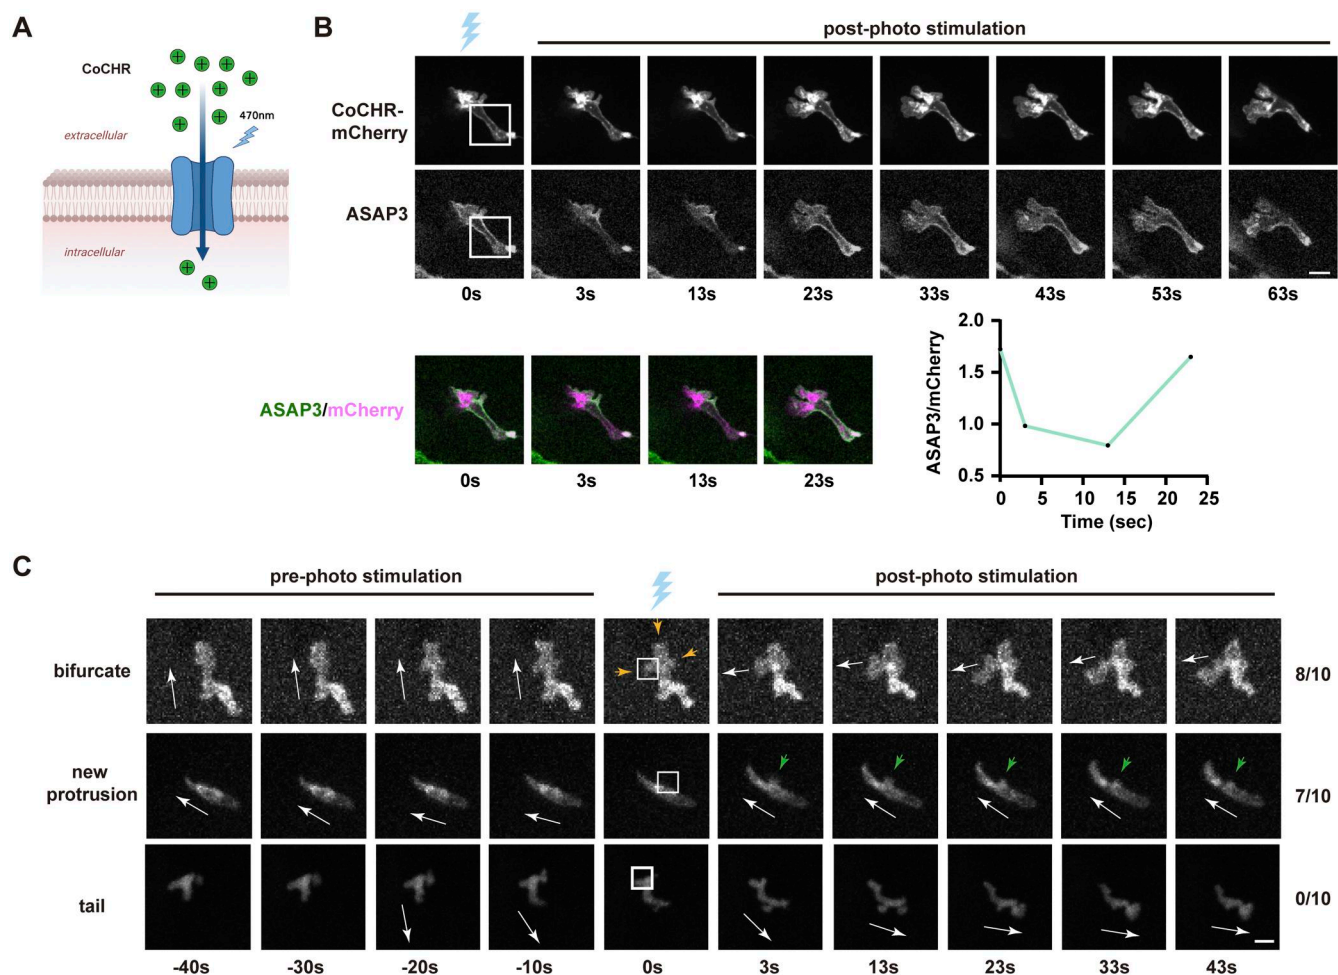 A
CoCHR
470nm
extracellular
intracellular
B
post-photo stimulation
CoCHR-
mCherry
ASAP3
0s 3s 13s 23s 33s 43s 53s 63s
ASAP3/mCherry
0s 3s 13s 23s
ASAP3/mCherry
2.0
1.5
1.0
0.5
0 5 10 15 20 25
Time (sec)
C
pre-photo stimulation post-photo stimulation
bifurcate 8/10
new
protrusion 7/10
tail 0/10
-40s -30s -20s -10s 0s 3s 13s 23s 33s 43s